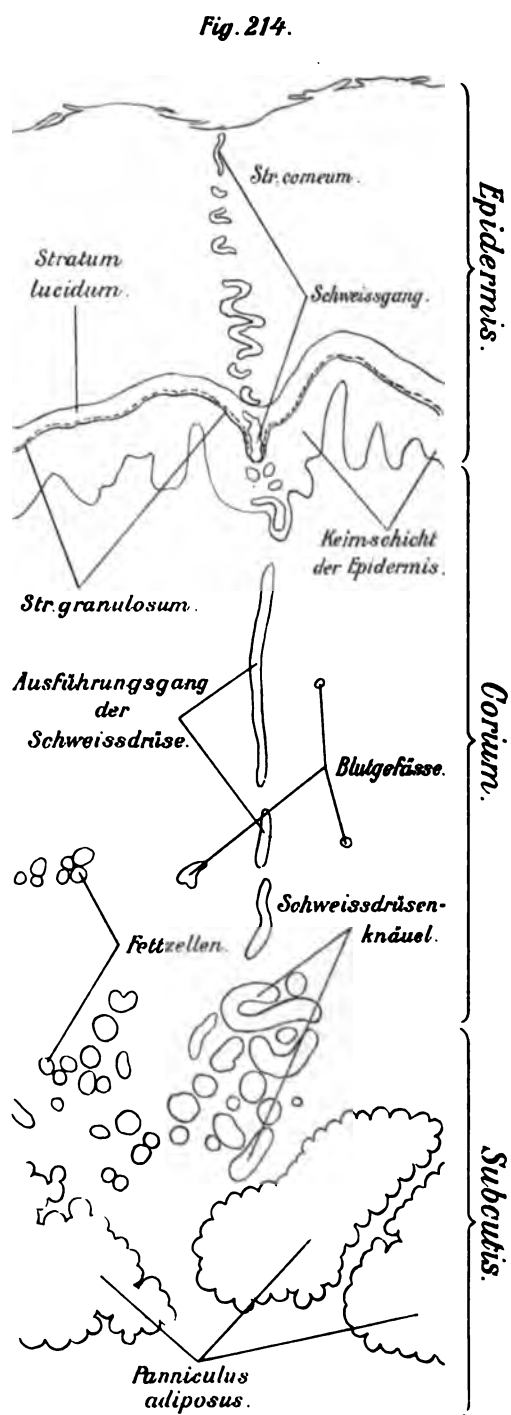 Fig. 214.
Str. corneum.
Epidermis.
Stratum
lucidum.
Schweissgang.
Keimschicht
der Epidermis.
Str. granulosum.
Ausführungsgang
der
Schweissdrüse.
Corium.
Blutgefässe.
Schweissdrüsen-
knäuel.
Fettzellen.
Subcutis.
Panniculus
adiposus.